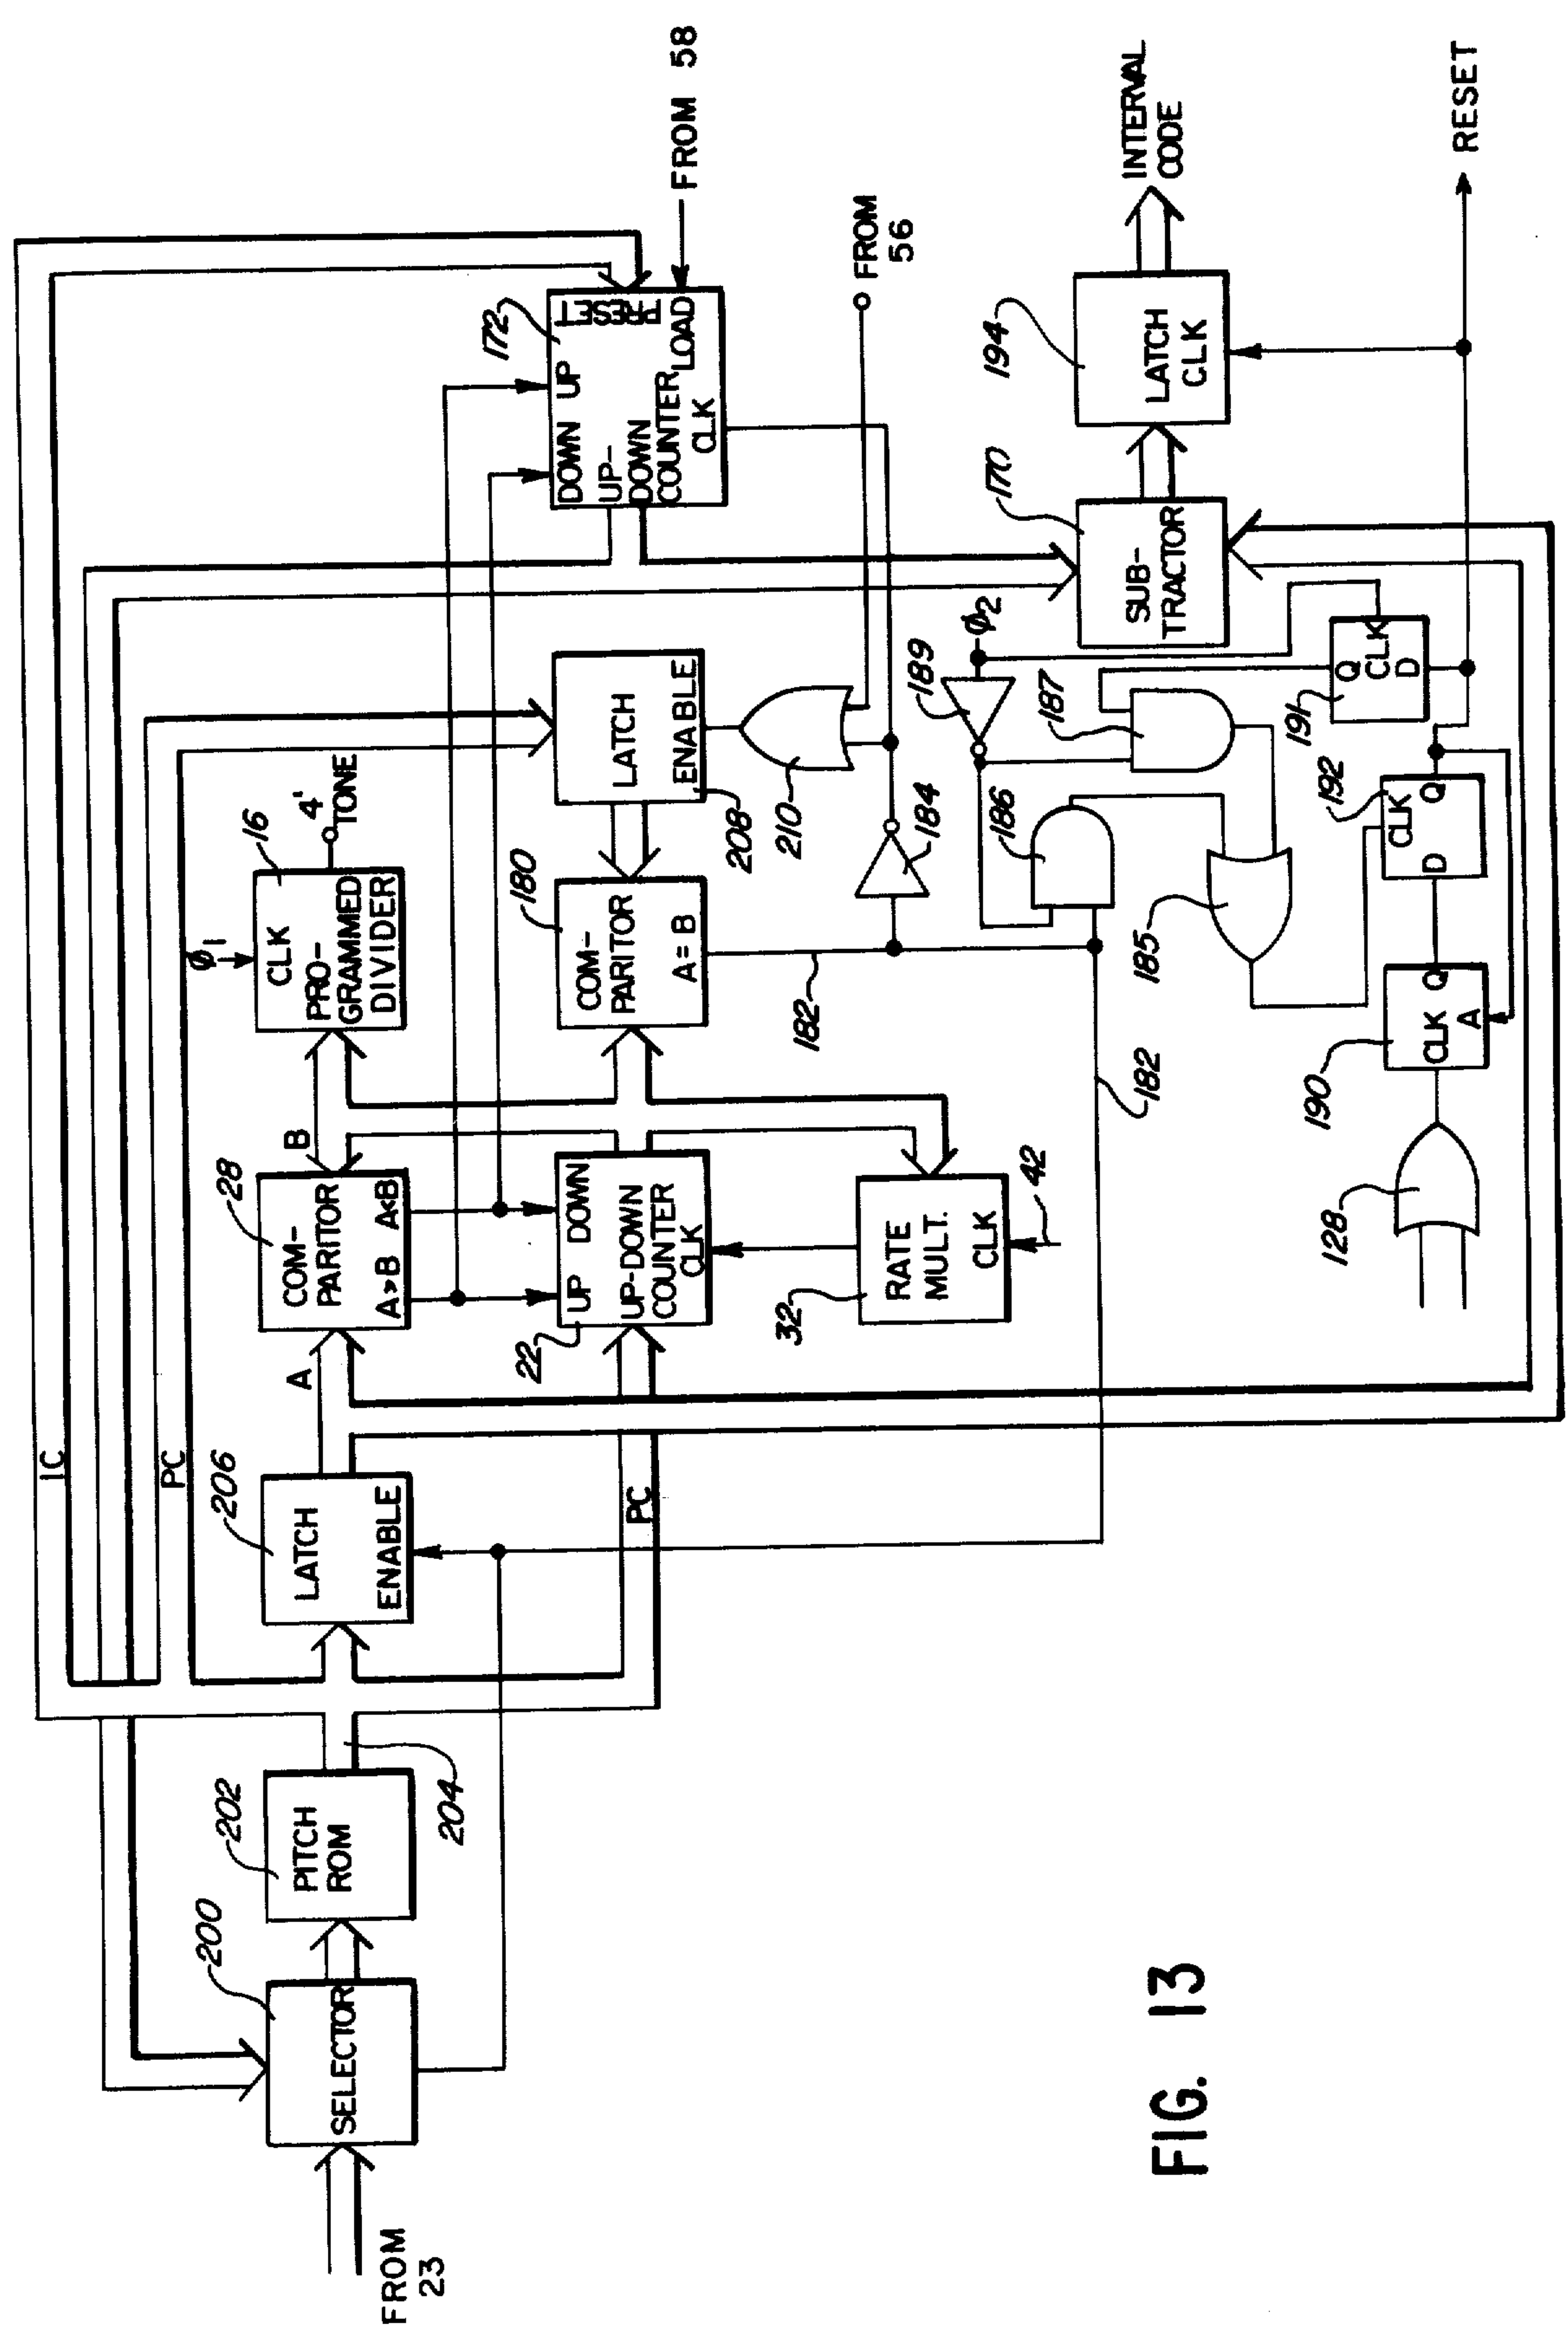 FROM
23
200
SELECTOR
202
PITCH
ROM
204
IC
PC
206
LATCH
ENABLE
PC
A
28
B
COM-
PARITOR
A>B A<B
22
UP DOWN
UP-DOWN
COUNTER
CLK
32
RATE
MULT.
CLK
42
ϕ1
16
CLK
PRO-
GRAMMED
DIVIDER
4'
TONE
180
COM-
PARITOR
A=B
182
182
LATCH
ENABLE
208
210
184
172
DOWN UP
UP-
DOWN
COUNTER
CLK
PRESET
LOAD
FROM 58
FROM
56
ϕ2
189
187
186
185
170
SUB-
TRACTOR
194
LATCH
CLK
INTERVAL
CODE
128
190
CLK Q
A
192
CLK
D Q
191
Q
CLK
D
RESET
FIG. 13